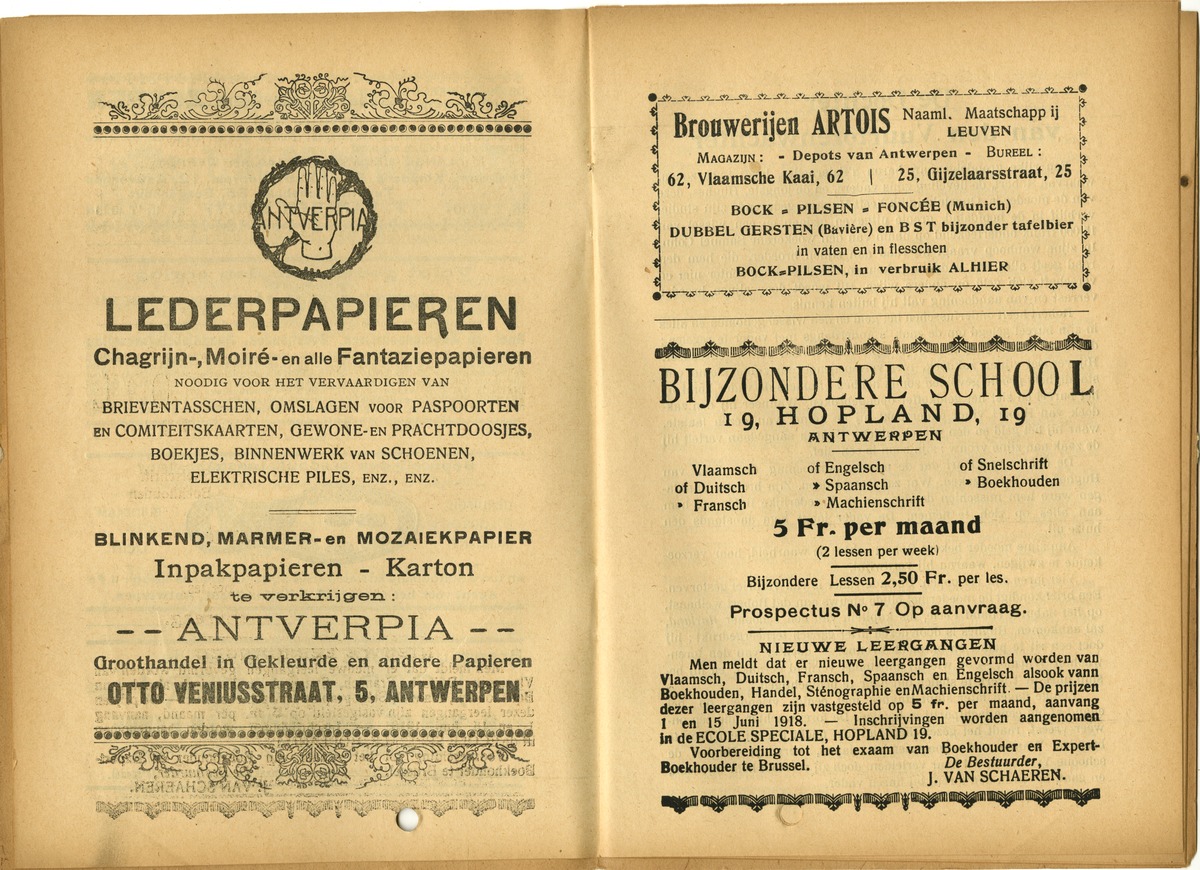 ANTVERPIA
LEDERPAPIEREN
Chagrijn-, Moiré- en alle Fantaziepapieren
NOODIG VOOR HET VERVAARDIGEN VAN
BRIEVENTASSCHEN, OMSLAGEN VOOR PASPOORTEN
EN COMITEITSKAARTEN, GEWONE- EN PRACHTDOOSJES,
BOEKJES, BINNENWERK VAN SCHOENEN,
ELEKTRISCHE PILES, ENZ., ENZ.
BLINKEND, MARMER- en MOZAIEKPAPIER
Inpakpapieren - Karton
te verkrijgen :
-- ANTVERPIA --
Groothandel in Gekleurde en andere Papieren
OTTO VENIUSSTRAAT, 5, ANTWERPEN
Brouwerijen ARTOIS Naaml. Maatschappij
LEUVEN
MAGAZIJN : - Depots van Antwerpen - BUREEL :
62, Vlaamsche Kaai, 62 | 25, Gijzelaarsstraat, 25
BOCK = PILSEN = FONCÉE (Munich)
DUBBEL GERSTEN (Bavière) en B S T bijzonder tafelbier
in vaten en in flesschen
BOCK=PILSEN, in verbruik ALHIER
BIJZONDERE SCHOOL
19, HOPLAND, 19
ANTWERPEN
Vlaamsch of Engelsch of Snelschrift
of Duitsch » Spaansch » Boekhouden
» Fransch » Machienschrift
5 Fr. per maand
(2 lessen per week)
Bijzondere Lessen 2,50 Fr. per les.
Prospectus No 7 Op aanvraag.
NIEUWE LEERGANGEN
Men meldt dat er nieuwe leergangen gevormd worden van
Vlaamsch, Duitsch, Fransch, Spaansch en Engelsch alsook vann
Boekhouden, Handel, Sténographie en Machienschrift. — De prijzen
dezer leergangen zijn vastgesteld op 5 fr. per maand, aanvang
1 en 15 Juni 1918. — Inschrijvingen worden aangenomen
in de ECOLE SPECIALE, HOPLAND 19.
Voorbereiding tot het exaam van Boekhouder en Expert-
Boekhouder te Brussel. De Bestuurder,
J. VAN SCHAEREN.